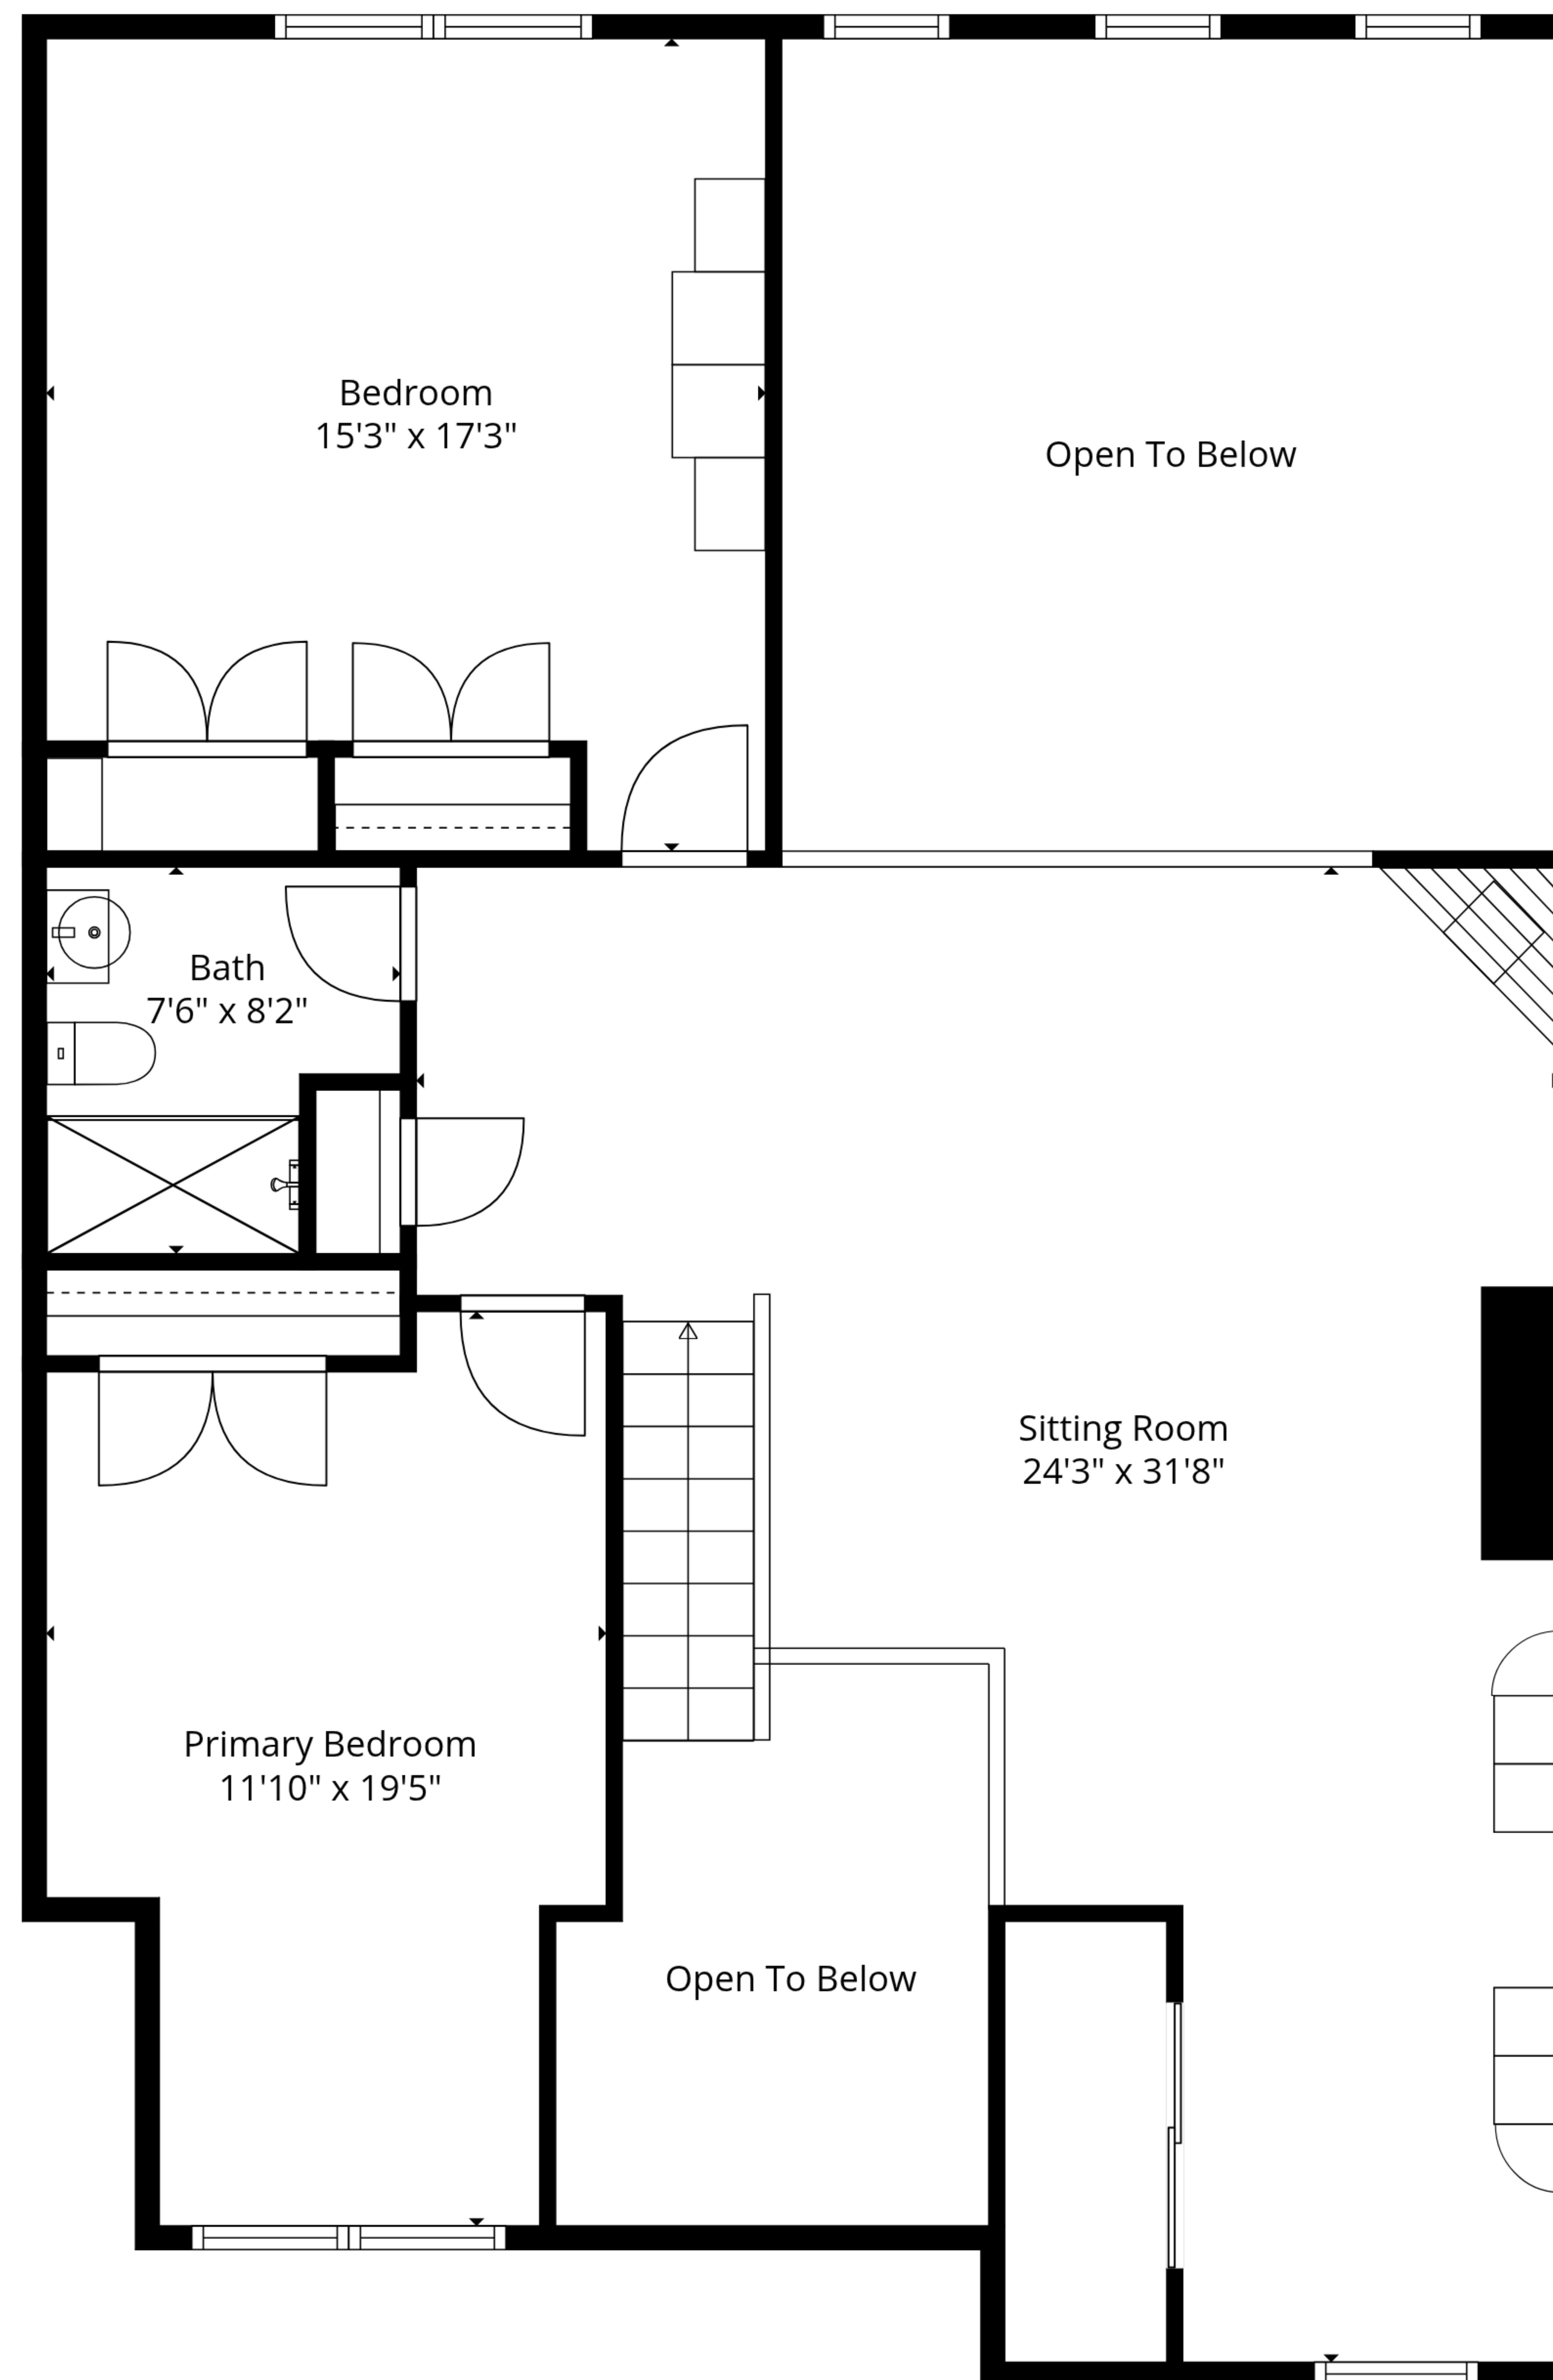 Bedroom
15'3" x 17'3"
Open To Below
Bath
7'6" x 8'2"
Sitting Room
24'3" x 31'8"
Primary Bedroom
11'10" x 19'5"
Open To Below